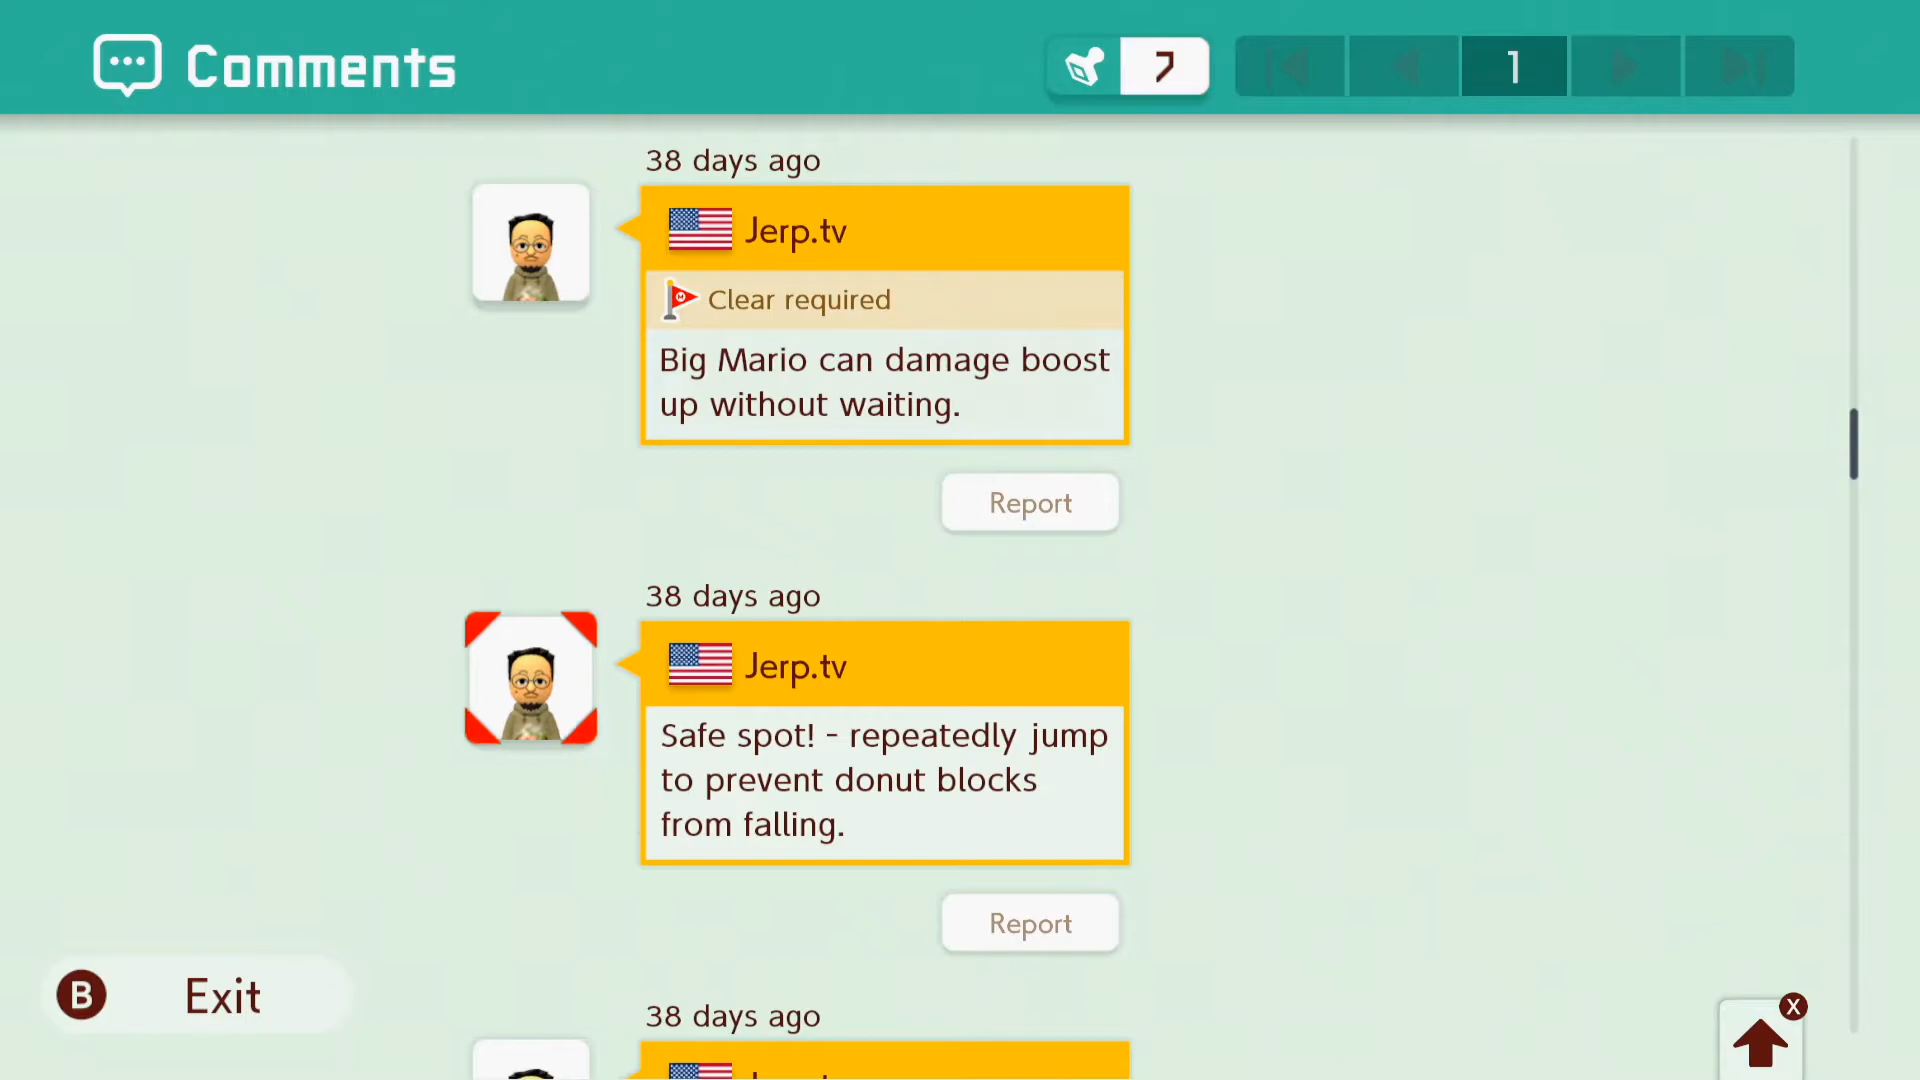 Comments
7
1
38 days ago
Jerp.tv
Clear required
Big Mario can damage boost
up without waiting.
Report
38 days ago
Jerp.tv
Safe spot! - repeatedly jump
to prevent donut blocks
from falling.
Report
B Exit
38 days ago
X